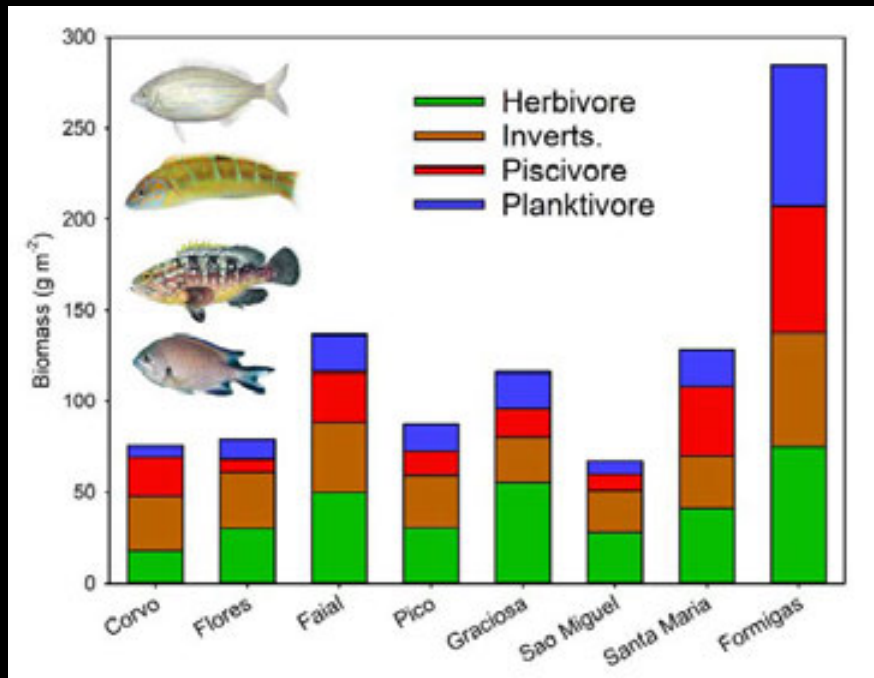 300
250
200
150
100
50
0
Biomass (g m⁻²)
Herbivore
Inverts.
Piscivore
Planktivore
Corvo
Flores
Faial
Pico
Graciosa
Sao Miguel
Santa Maria
Formigas